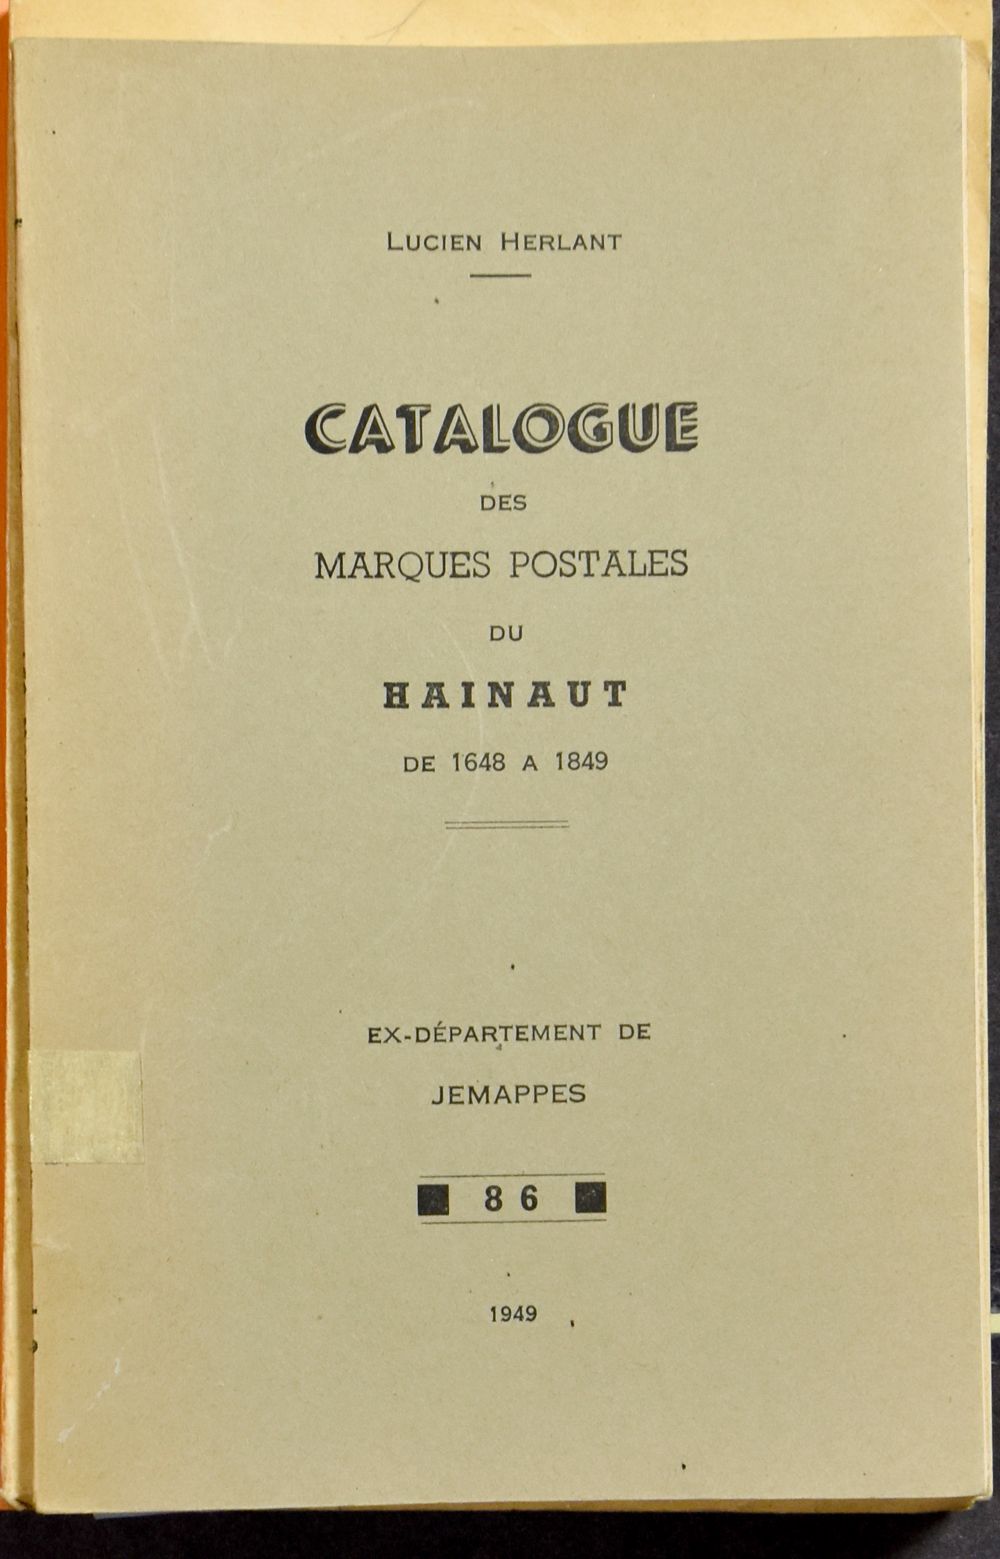 LUCIEN HERLANT
CATALOGUE
DES
MARQUES POSTALES
DU
HAINAUT
DE 1648 A 1849
EX-DÉPARTEMENT DE
JEMAPPES
86
1949